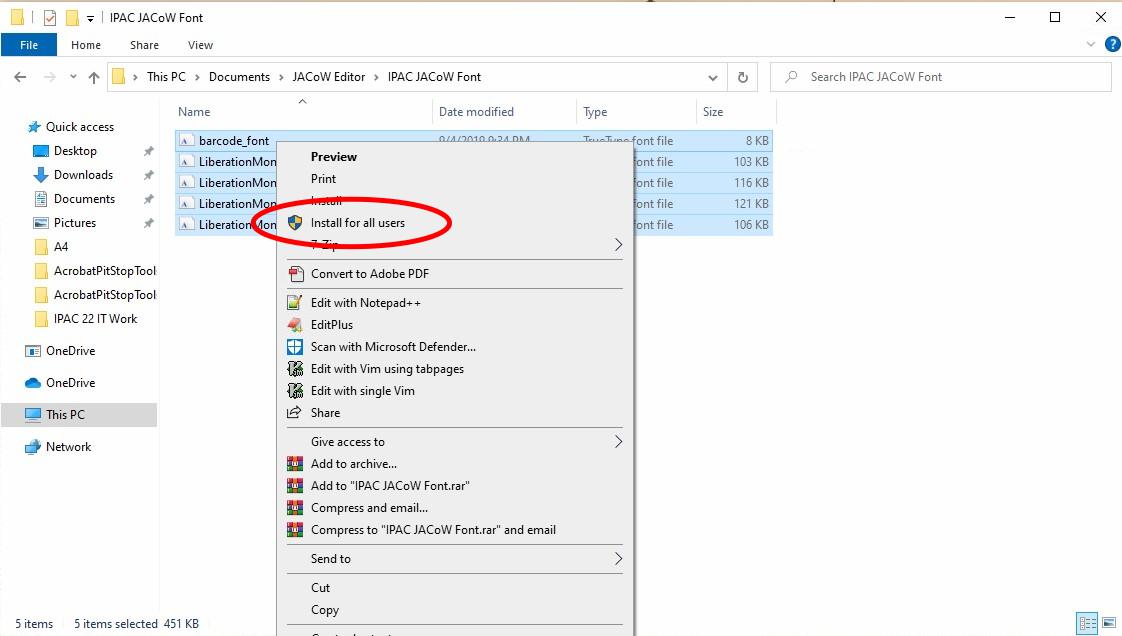 IPAC JACoW Font
File Home Share View
This PC Documents JACoW Editor IPAC JACoW Font
Search IPAC JACoW Font
Name Date modified Type Size
Quick access
Desktop
Downloads
Documents
Pictures
A4
AcrobatPitStopTool
AcrobatPitStopTool
IPAC 22 IT Work
OneDrive
OneDrive
This PC
Network
barcode_font 9/4/2019 9:34 PM TrueType font file 8 KB
LiberationMon font file 103 KB
LiberationMon font file 116 KB
LiberationMon font file 121 KB
LiberationMon font file 106 KB
Preview
Print
Install
Install for all users
7-Zip
Convert to Adobe PDF
Edit with Notepad++
EditPlus
Scan with Microsoft Defender...
Edit with Vim using tabpages
Edit with single Vim
Share
Give access to
Add to archive...
Add to "IPAC JACoW Font.rar"
Compress and email...
Compress to "IPAC JACoW Font.rar" and email
Send to
Cut
Copy
5 items 5 items selected 451 KB